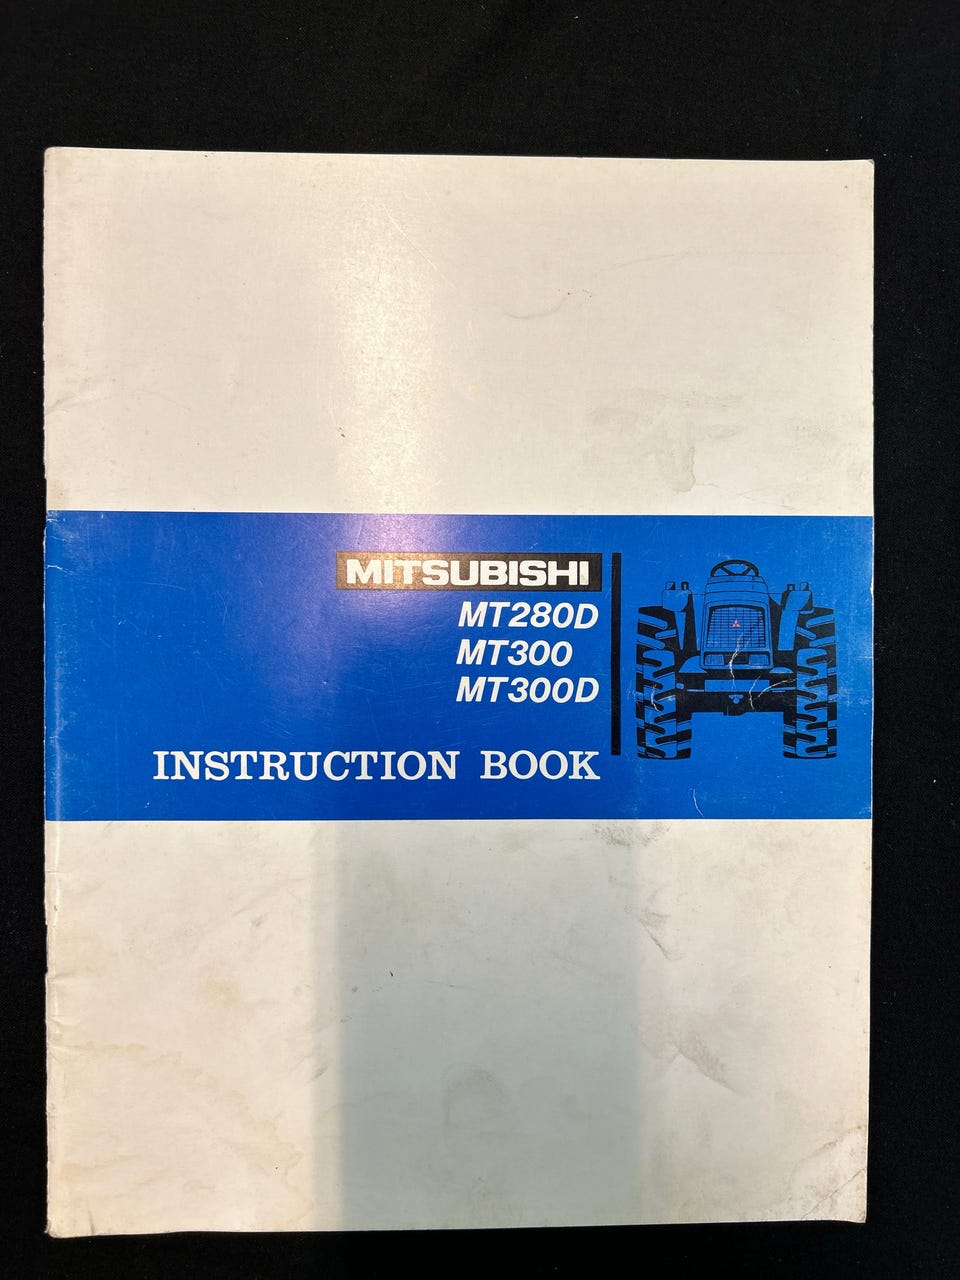 MITSUBISHI
MT280D
MT300
MT300D
INSTRUCTION BOOK